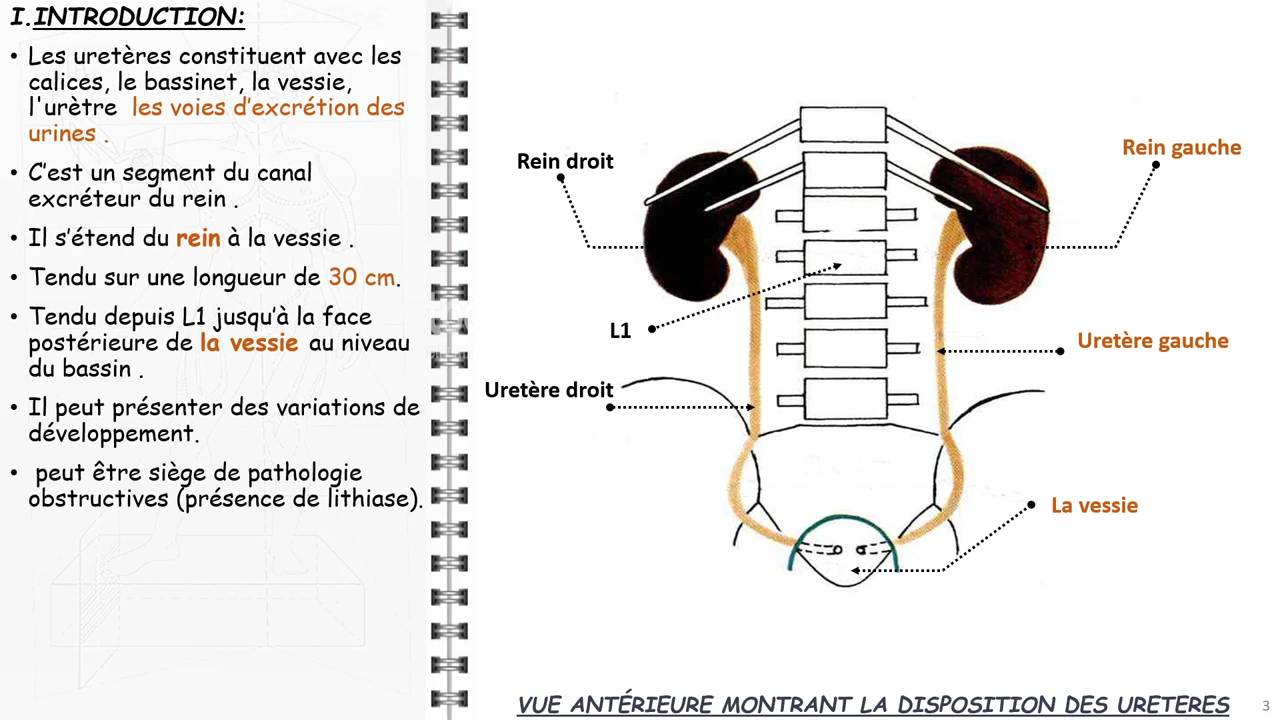 I. INTRODUCTION:
• Les uretères constituent avec les
calices, le bassinet, la vessie,
l'urètre les voies d’excrétion des
urines .
• C’est un segment du canal
excréteur du rein .
• Il s’étend du rein à la vessie .
• Tendu sur une longueur de 30 cm.
• Tendu depuis L1 jusqu’à la face
postérieure de la vessie au niveau
du bassin .
• Il peut présenter des variations de
développement.
• peut être siège de pathologie
obstructives (présence de lithiase).
Rein droit
Rein gauche
L1
Uretère gauche
Uretère droit
La vessie
VUE ANTÉRIEURE MONTRANT LA DISPOSITION DES URETERES
3